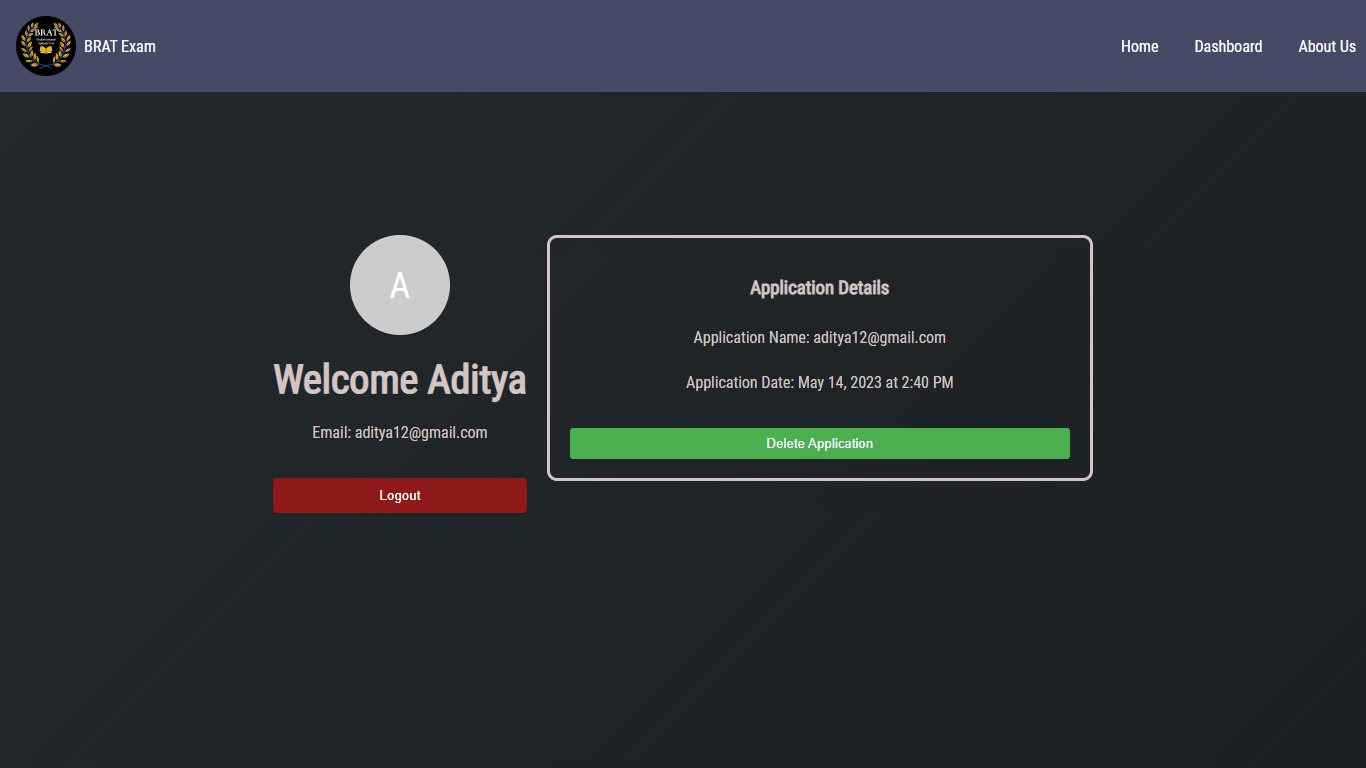 BRAT
BRAT Exam
Home
Dashboard
About Us
A
Welcome Aditya
Email: aditya12@gmail.com
Logout
Application Details
Application Name: aditya12@gmail.com
Application Date: May 14, 2023 at 2:40 PM
Delete Application